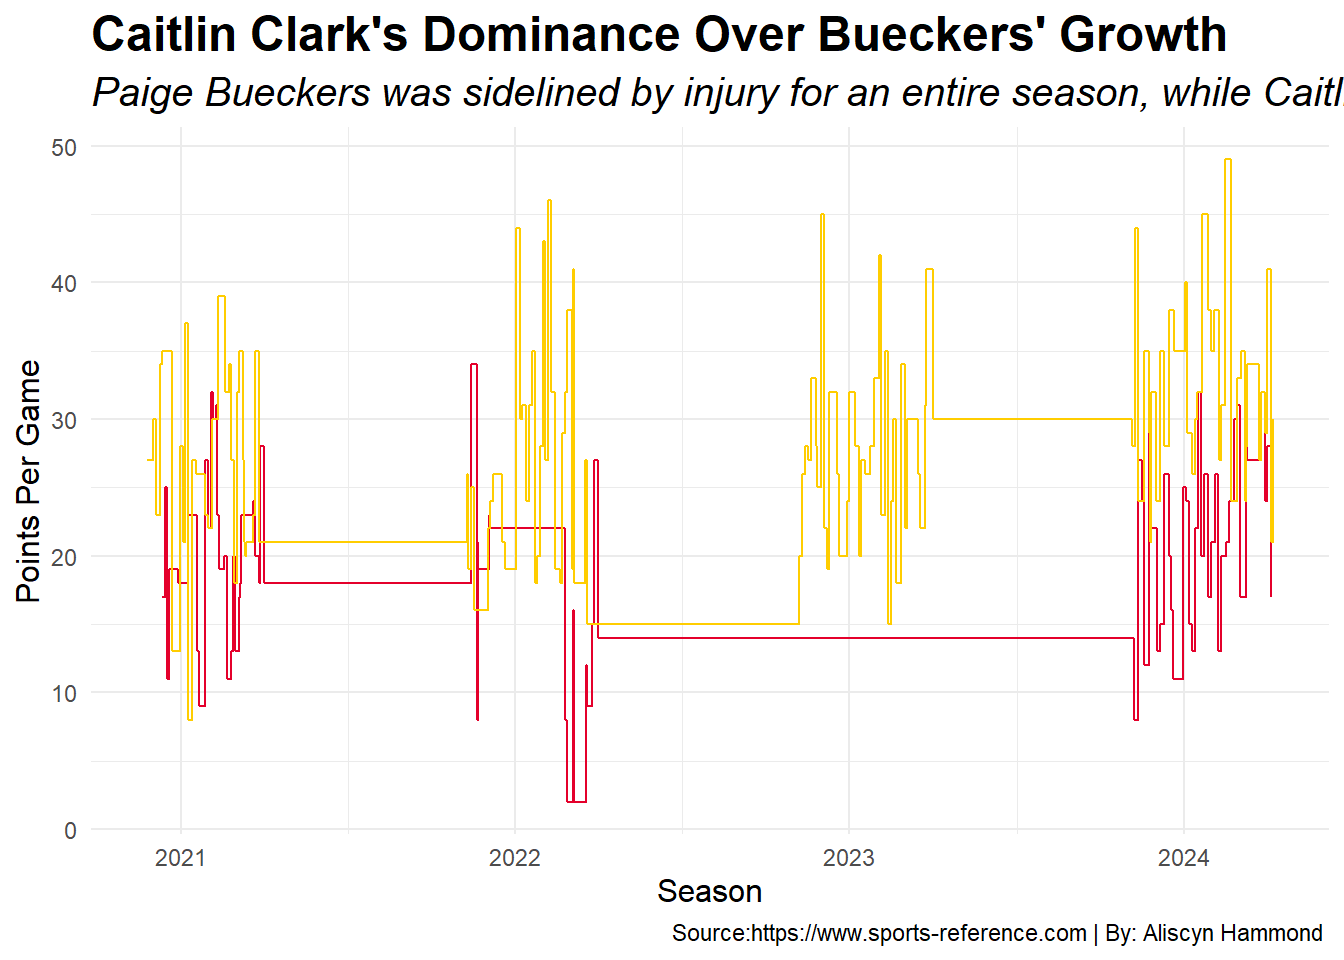 Caitlin Clark's Dominance Over Bueckers' Growth
Paige Bueckers was sidelined by injury for an entire season, while Caitl
50
40
30
20
10
0
Points Per Game
2021 2022 2023 2024
Season
Source:https://www.sports-reference.com | By: Aliscyn Hammond